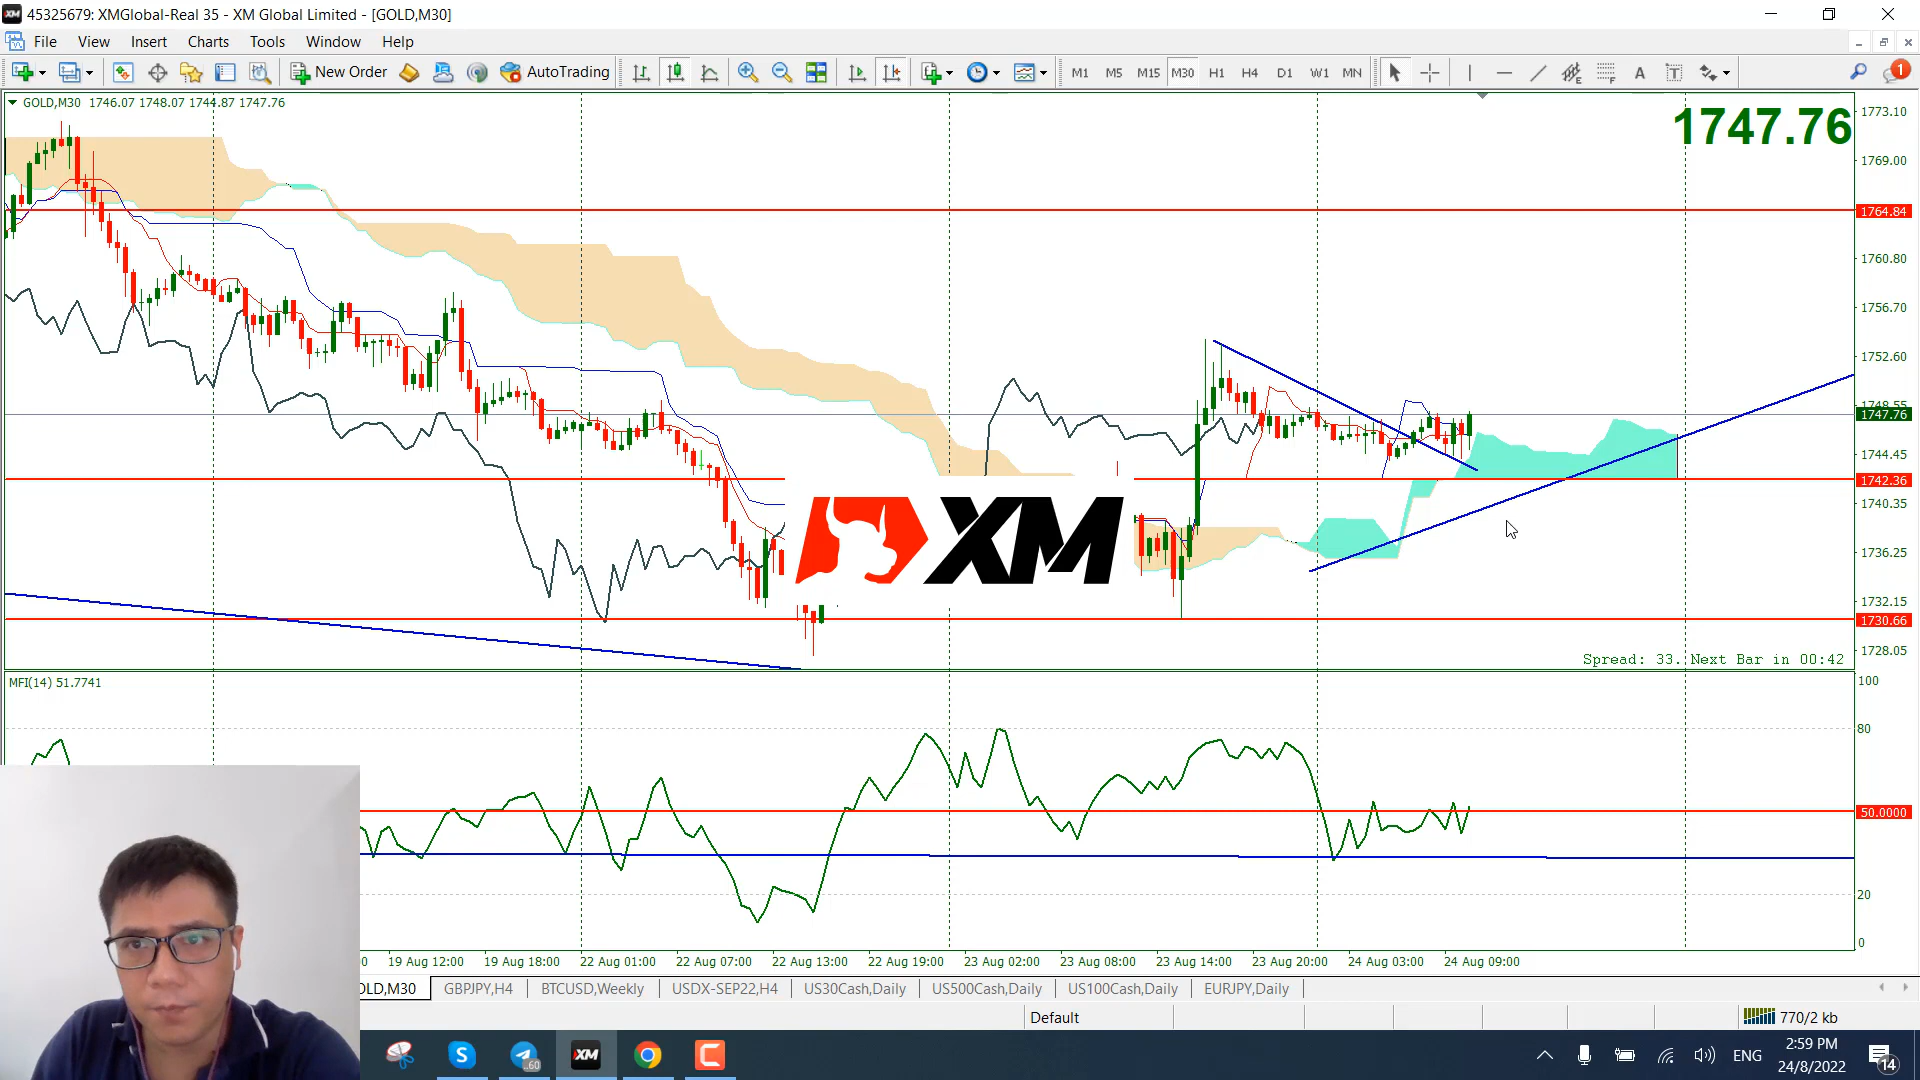 45325679: XMGlobal-Real 35 - XM Global Limited - [GOLD,M30]
File View Insert Charts Tools Window Help
New Order AutoTrading M1 M5 M15 M30 H1 H4 D1 W1 MN A T 1
GOLD,M30 1746.07 1748.07 1744.87 1747.76
1747.76
1773.10
1769.00
1764.84
1760.80
1756.70
1752.60
1747.76
1744.45
1742.36
1740.35
1736.25
1732.15
1730.66
1728.05
XM
Spread: 33. Next Bar in 00:42
MFI(14) 51.7741
100
80
50.0000
20
0
19 Aug 12:00 19 Aug 18:00 22 Aug 01:00 22 Aug 07:00 22 Aug 13:00 22 Aug 19:00 23 Aug 02:00 23 Aug 08:00 23 Aug 14:00 23 Aug 20:00 24 Aug 03:00 24 Aug 09:00
OLD,M30 GBPJPY,H4 BTCUSD,Weekly USDX-SEP22,H4 US30Cash,Daily US500Cash,Daily US100Cash,Daily EURJPY,Daily
Default 770/2 kb
S 60 XM C ENG 2:59 PM
24/8/2022 14